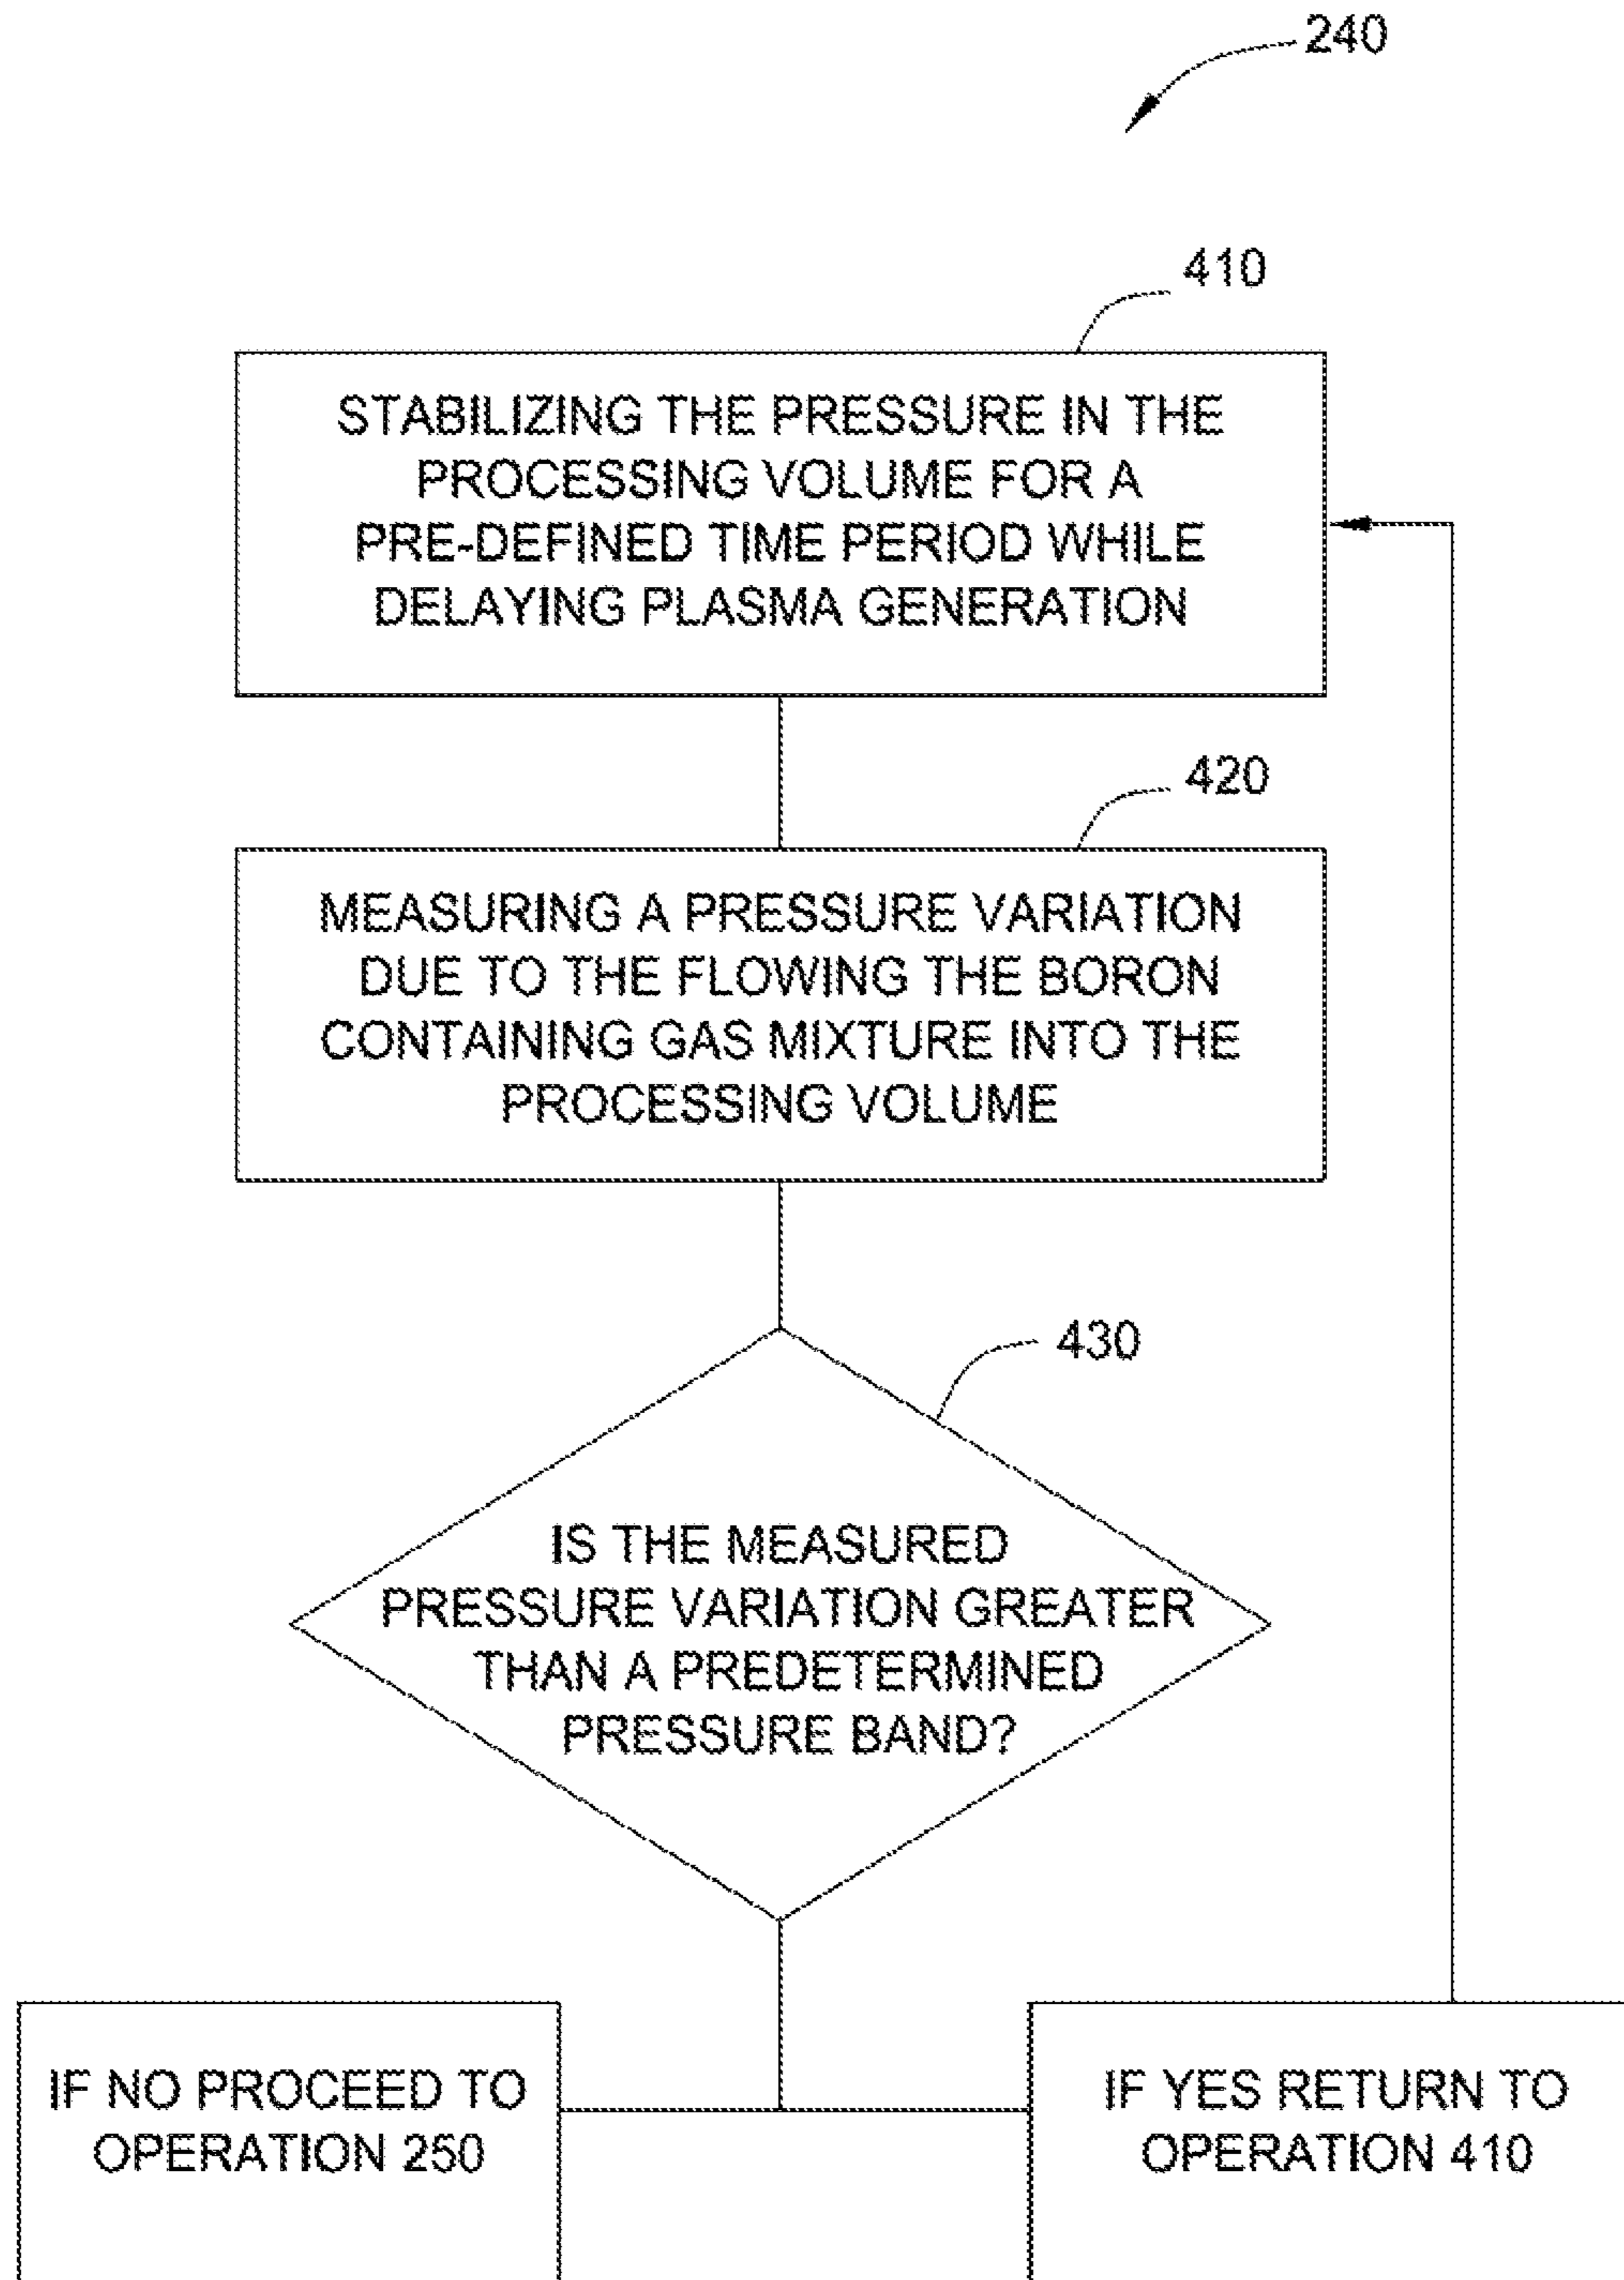 240
410
STABILIZING THE PRESSURE IN THE
PROCESSING VOLUME FOR A
PRE-DEFINED TIME PERIOD WHILE
DELAYING PLASMA GENERATION
420
MEASURING A PRESSURE VARIATION
DUE TO THE FLOWING THE BORON
CONTAINING GAS MIXTURE INTO THE
PROCESSING VOLUME
430
IS THE MEASURED
PRESSURE VARIATION GREATER
THAN A PREDETERMINED
PRESSURE BAND?
IF NO PROCEED TO
OPERATION 250
IF YES RETURN TO
OPERATION 410